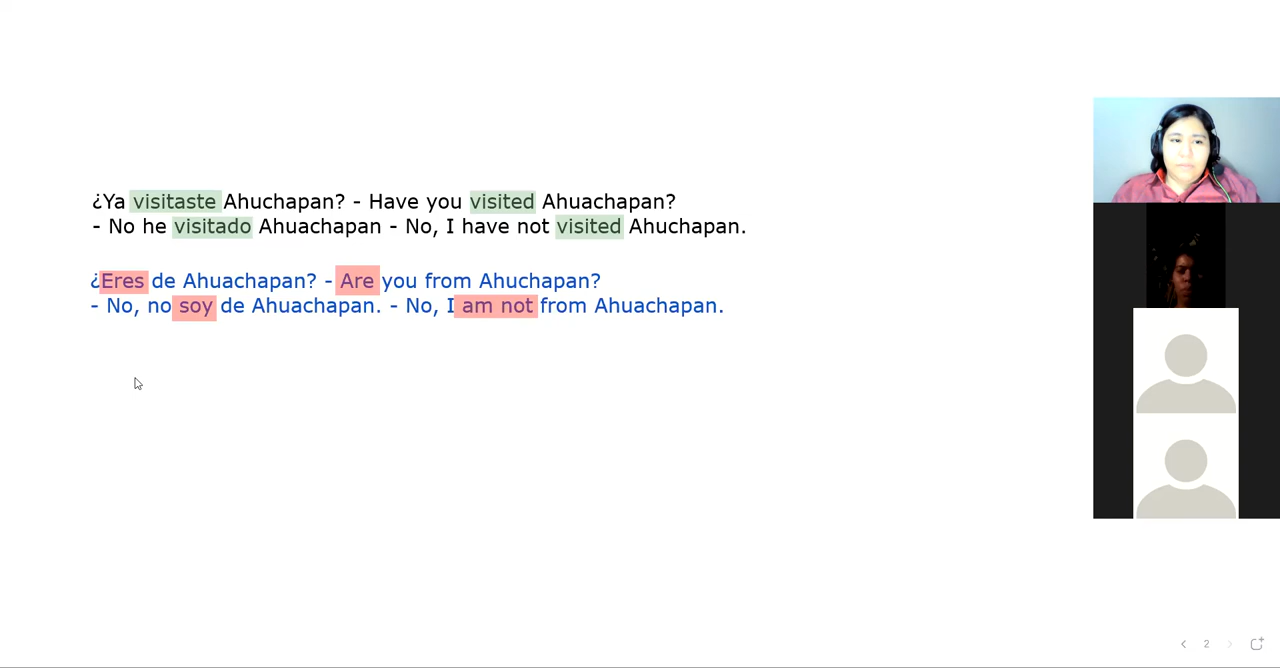 ¿Ya visitaste Ahuchapan? - Have you visited Ahuachapan?
- No he visitado Ahuachapan - No, I have not visited Ahuchapan.
¿Eres de Ahuachapan? - Are you from Ahuchapan?
- No, no soy de Ahuachapan. - No, I am not from Ahuachapan.
2